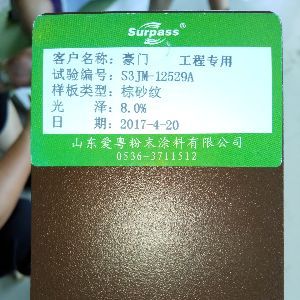 Surpass
客户名称: 豪门 工程专用
试验编号: S3JM-12529A
样板类型: 棕砂纹
光 泽: 8.0%
日 期: 2017-4-20
山东爱粤粉末涂料有限公司
0536-3711512